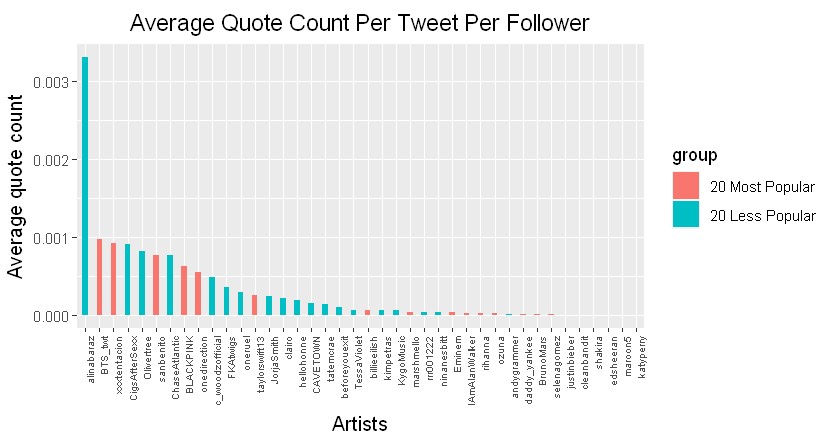 Average Quote Count Per Tweet Per Follower
Average quote count
0.003
0.002
0.001
0.000
alinabaraz
BTS_twt
xxxtentacion
CigsAfterSexx
Olivertree
sanbenito
ChaseAtlantic
BLACKPINK
onedirection
c_woodzofficial
FKAtwigs
oneruel
taylorswift13
JorjaSmith
clairo
hellohonne
CAVETOWN
tatemcrae
beforeyouexit
TessaViolet
billieeilish
kimpetras
KygoMusic
marshmello
rrr001222
ninanesbitt
Eminem
IAmAlanWalker
rihanna
ozuna
andygrammer
daddy_yankee
BrunoMars
selenagomez
justinbieber
cleanbandit
shakira
edsheeran
maroon5
katyperry
Artists
group
20 Most Popular
20 Less Popular